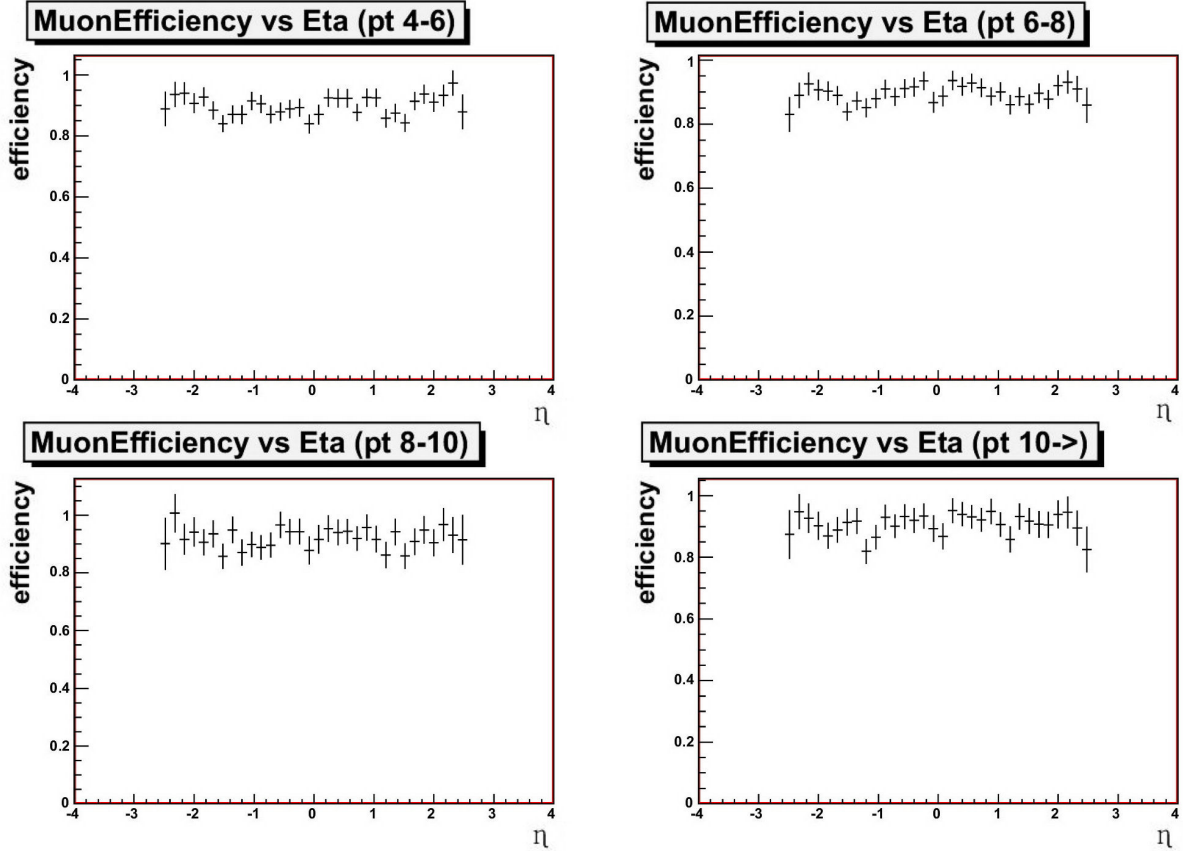 MuonEfficiency vs Eta (pt 4-6)
efficiency
1
0.8
0.6
0.4
0.2
0
-4 -3 -2 -1 0 1 2 3 4
η
MuonEfficiency vs Eta (pt 6-8)
efficiency
1
0.8
0.6
0.4
0.2
0
-4 -3 -2 -1 0 1 2 3 4
η
MuonEfficiency vs Eta (pt 8-10)
efficiency
1
0.8
0.6
0.4
0.2
0
-4 -3 -2 -1 0 1 2 3 4
η
MuonEfficiency vs Eta (pt 10->)
efficiency
1
0.8
0.6
0.4
0.2
0
-4 -3 -2 -1 0 1 2 3 4
η